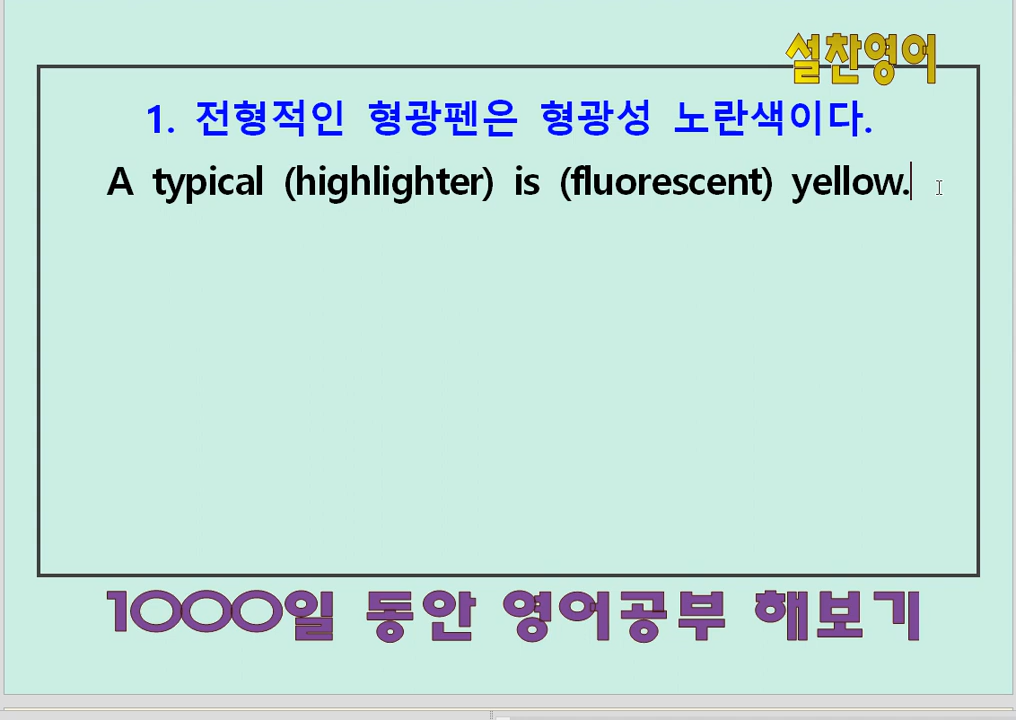 설찬영어
1. 전형적인 형광펜은 형광성 노란색이다.
A typical (highlighter) is (fluorescent) yellow.
1000일 동안 영어공부 해보기